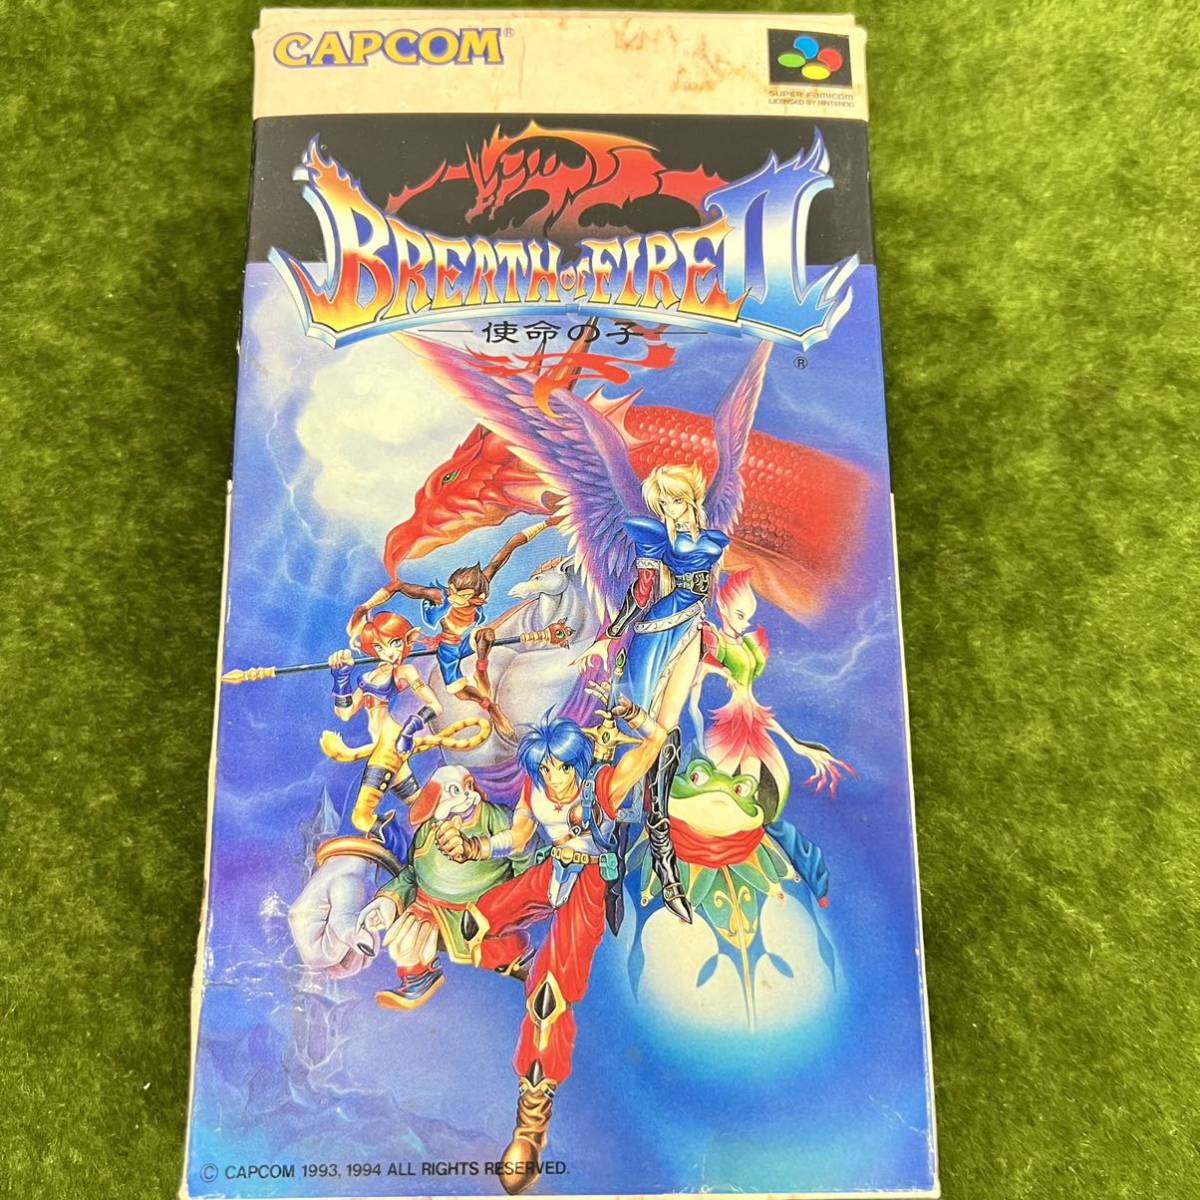 CAPCOM®
SUPER FAMICOM
LICENSED BY NINTENDO
BREATH OF FIRE II
使命の子
®
© CAPCOM 1993, 1994 ALL RIGHTS RESERVED.